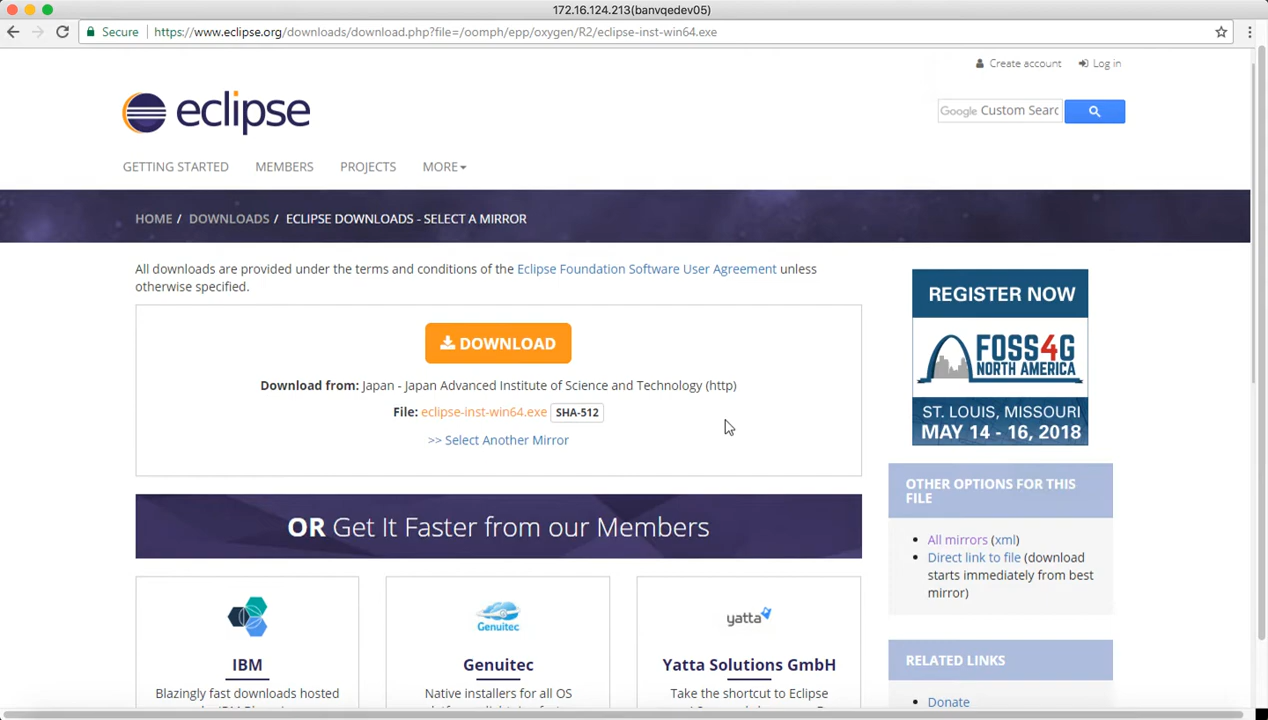 172.16.124.213(banvqedev05)
Secure https://www.eclipse.org/downloads/download.php?file=/oomph/epp/oxygen/R2/eclipse-inst-win64.exe
Create account Log in
eclipse
Google Custom Searc
GETTING STARTED MEMBERS PROJECTS MORE
HOME / DOWNLOADS / ECLIPSE DOWNLOADS - SELECT A MIRROR
All downloads are provided under the terms and conditions of the Eclipse Foundation Software User Agreement unless
otherwise specified.
DOWNLOAD
Download from: Japan - Japan Advanced Institute of Science and Technology (http)
File: eclipse-inst-win64.exe SHA-512
>> Select Another Mirror
OR Get It Faster from our Members
IBM
Blazingly fast downloads hosted
Genuitec
Genuitec
Native installers for all OS
yatta
Yatta Solutions GmbH
Take the shortcut to Eclipse
REGISTER NOW
FOSS4G
NORTH AMERICA
ST. LOUIS, MISSOURI
MAY 14 - 16, 2018
OTHER OPTIONS FOR THIS
FILE
All mirrors (xml)
Direct link to file (download
starts immediately from best
mirror)
RELATED LINKS
Donate